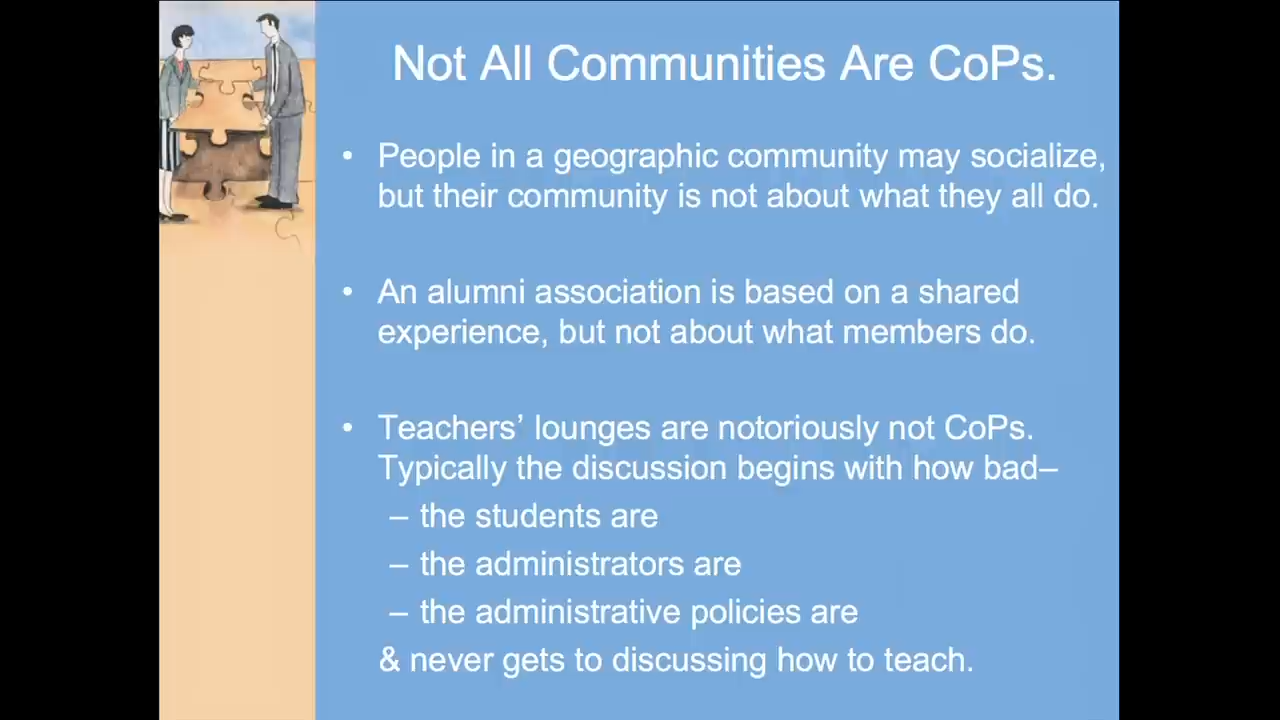 Not All Communities Are CoPs.
• People in a geographic community may socialize,
but their community is not about what they all do.
• An alumni association is based on a shared
experience, but not about what members do.
• Teachers’ lounges are notoriously not CoPs.
Typically the discussion begins with how bad–
– the students are
– the administrators are
– the administrative policies are
& never gets to discussing how to teach.